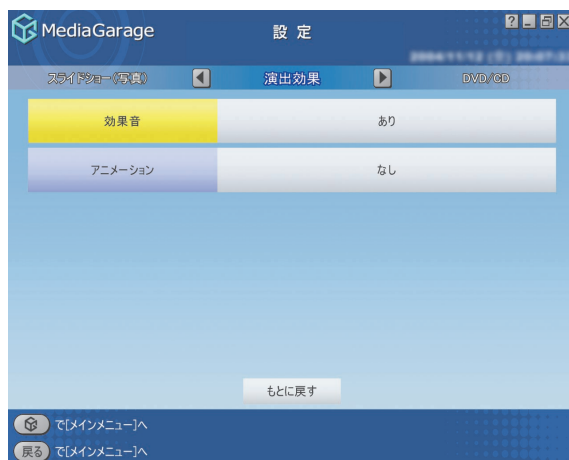 MediaGarage
設定
スライドショー(写真)
演出効果
DVD/CD
効果音
あり
アニメーション
なし
もとに戻す
で[メインメニュー]へ
戻る で[メインメニュー]へ